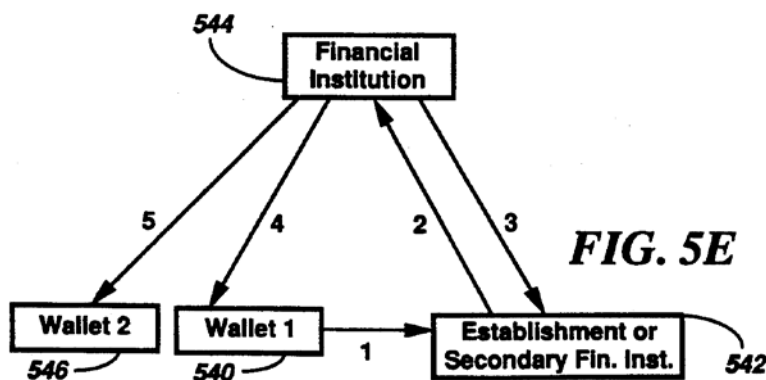 544
Financial
Institution
5
4
2
3
FIG. 5E
Wallet 2
Wallet 1
1
Establishment or
Secondary Fin. Inst.
546
540
542